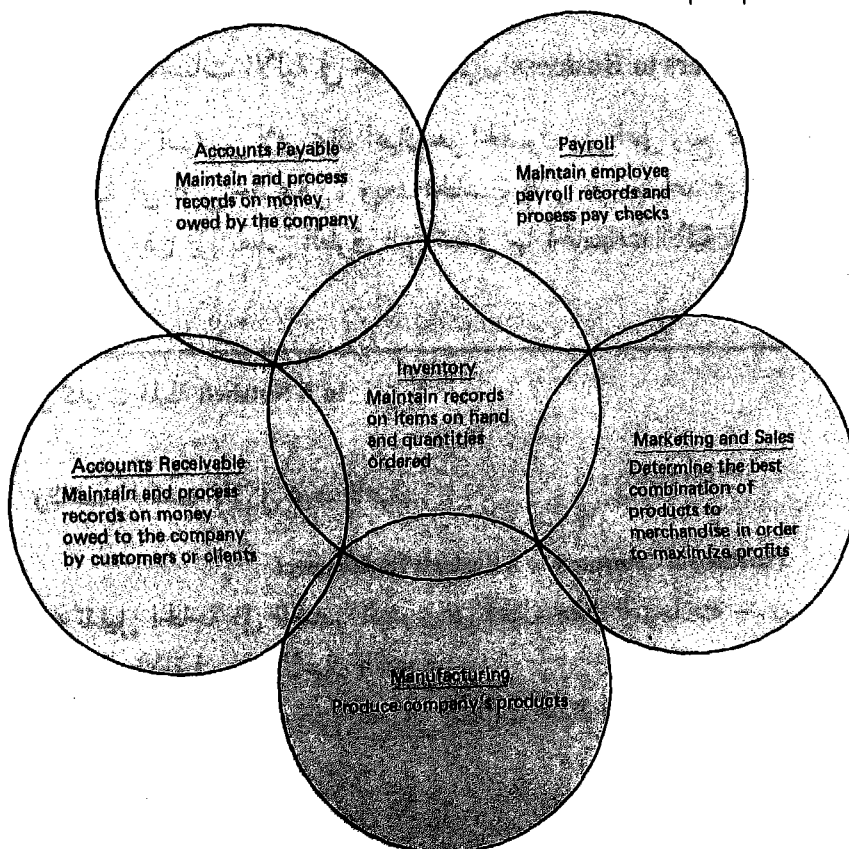 Accounts Payable
Maintain and process
records on money
owed by the company
Payroll
Maintain employee
payroll records and
process pay checks
Inventory
Maintain records
on items on hand
and quantities
ordered
Accounts Receivable
Maintain and process
records on money
owed to the company
by customers or clients
Marketing and Sales
Determine the best
combination of
products to
merchandise in order
to maximize profits
Manufacturing
Produce company's products